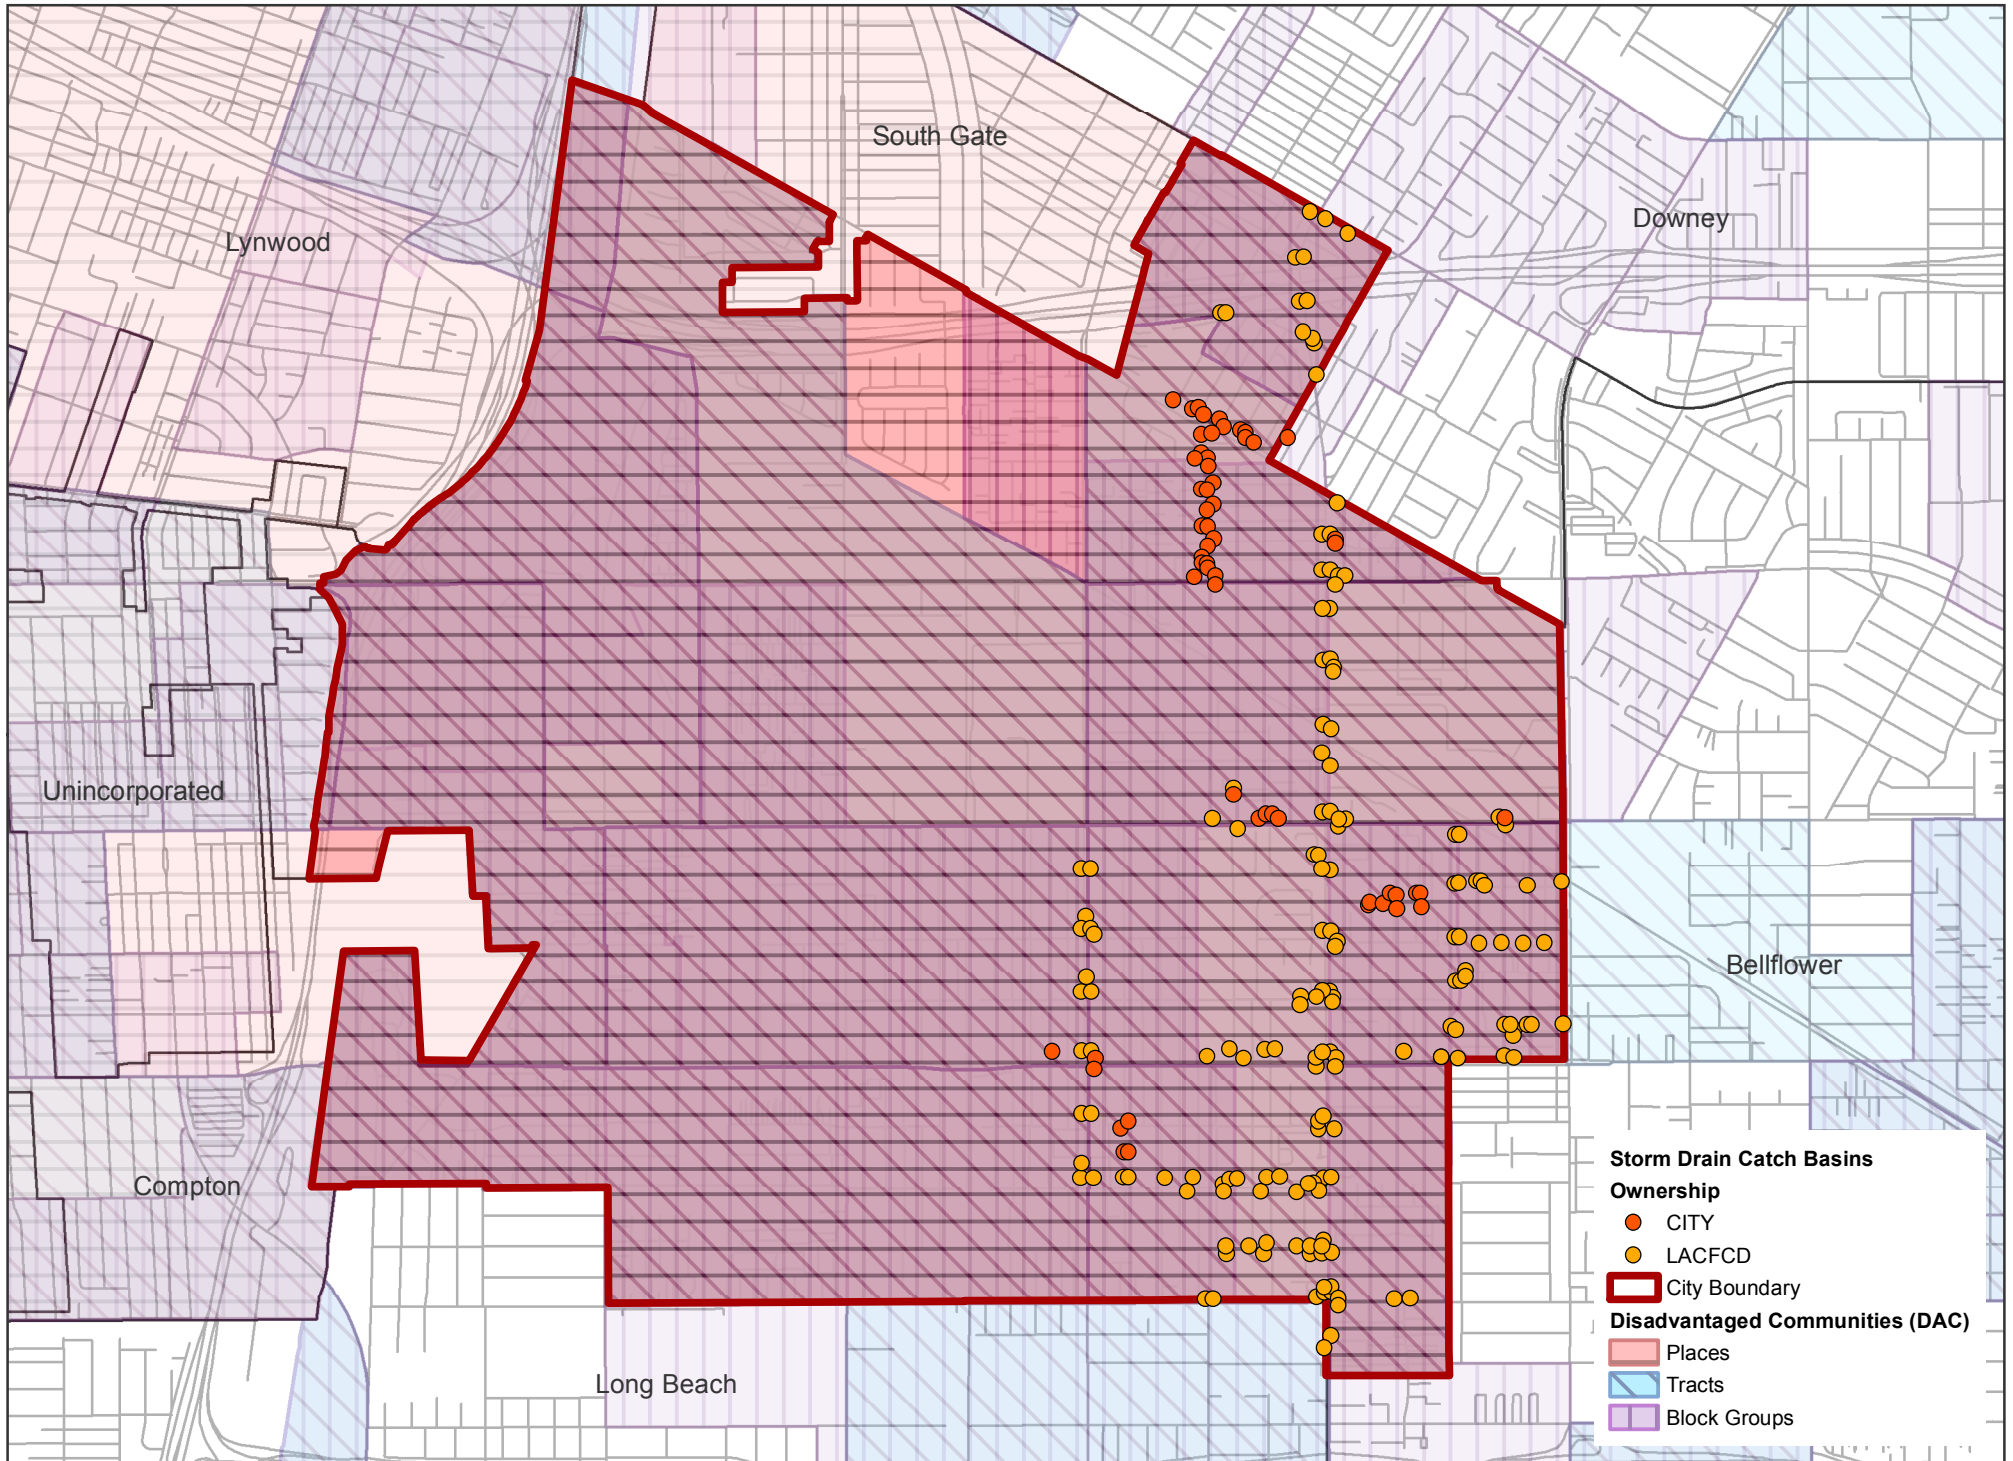 South Gate
Downey
Lynwood
Unincorporated
Bellflower
Compton
Long Beach
Storm Drain Catch Basins
Ownership
CITY
LACFCD
City Boundary
Disadvantaged Communities (DAC)
Places
Tracts
Block Groups